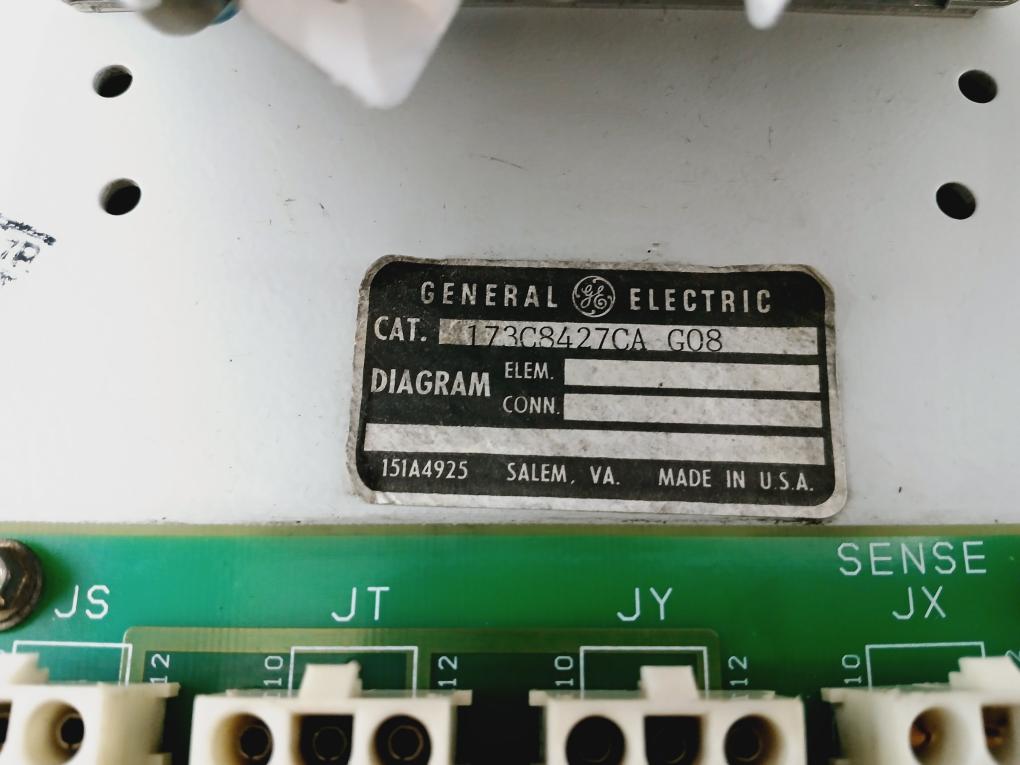 GENERAL GE ELECTRIC
CAT. 173C8427CA G08
DIAGRAM ELEM.
CONN.
151A4925 SALEM, VA. MADE IN U.S.A.
SENSE
JS JT JY JX
12 10 12 10 12 10